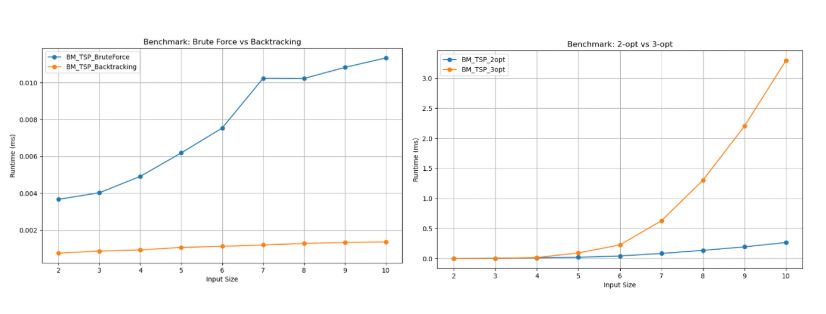 Benchmark: Brute Force vs Backtracking
BM_TSP_BruteForce
BM_TSP_Backtracking
Runtime (ms)
0.010
0.008
0.006
0.004
0.002
2 3 4 5 6 7 8 9 10
Input Size
Benchmark: 2-opt vs 3-opt
BM_TSP_2opt
BM_TSP_3opt
Runtime (ms)
3.0
2.5
2.0
1.5
1.0
0.5
0.0
2 3 4 5 6 7 8 9 10
Input Size